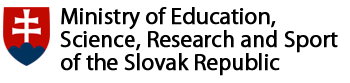 Ministry of Education,
Science, Research and Sport
of the Slovak Republic